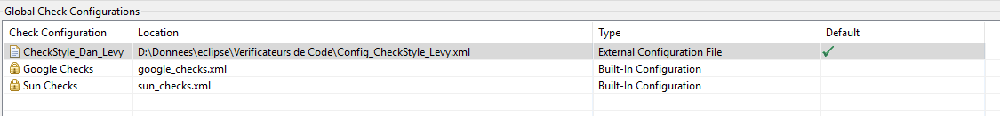 Global Check Configurations
Check Configuration Location Type Default
CheckStyle_Dan_Levy D:\Donnees\eclipse\Verificateurs de Code\Config_CheckStyle_Levy.xml External Configuration File
Google Checks google_checks.xml Built-In Configuration
Sun Checks sun_checks.xml Built-In Configuration